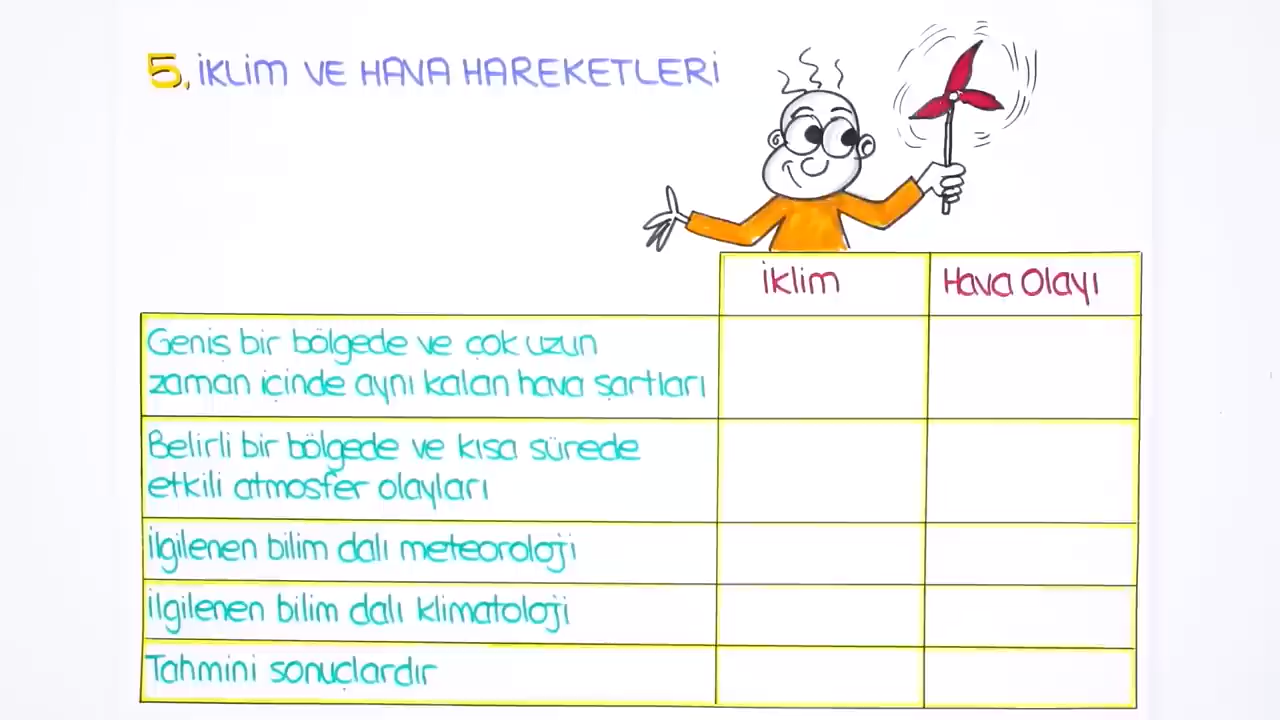 5. İKLİM VE HAVA HAREKETLERİ
İklim
Hava Olayı
Geniş bir bölgede ve çok uzun
zaman içinde aynı kalan hava şartları
Belirli bir bölgede ve kısa sürede
etkili atmosfer olayları
İlgilenen bilim dalı meteoroloji
İlgilenen bilim dalı klimatoloji
Tahmini sonuçlardır